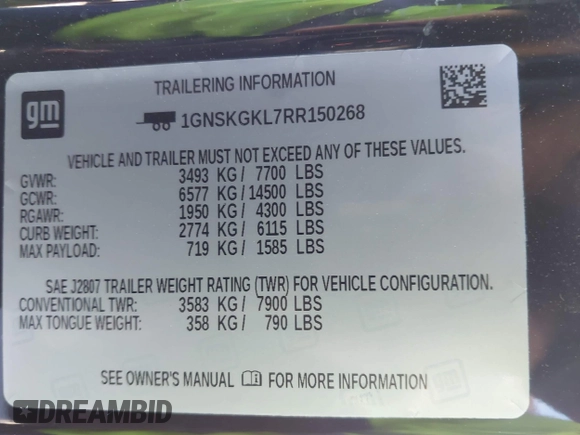 TRAILERING INFORMATION
gm
1GNSKGKL7RR150268
VEHICLE AND TRAILER MUST NOT EXCEED ANY OF THESE VALUES.
GVWR: 3493 KG/ 7700 LBS
GCWR: 6577 KG/14500 LBS
RGAWR: 1950 KG/ 4300 LBS
CURB WEIGHT: 2774 KG/ 6115 LBS
MAX PAYLOAD: 719 KG/ 1585 LBS
SAE J2807 TRAILER WEIGHT RATING (TWR) FOR VEHICLE CONFIGURATION.
CONVENTIONAL TWR: 3583 KG/ 7900 LBS
MAX TONGUE WEIGHT: 358 KG/ 790 LBS
SEE OWNER'S MANUAL FOR MORE INFORMATION
gm
DREAMBID